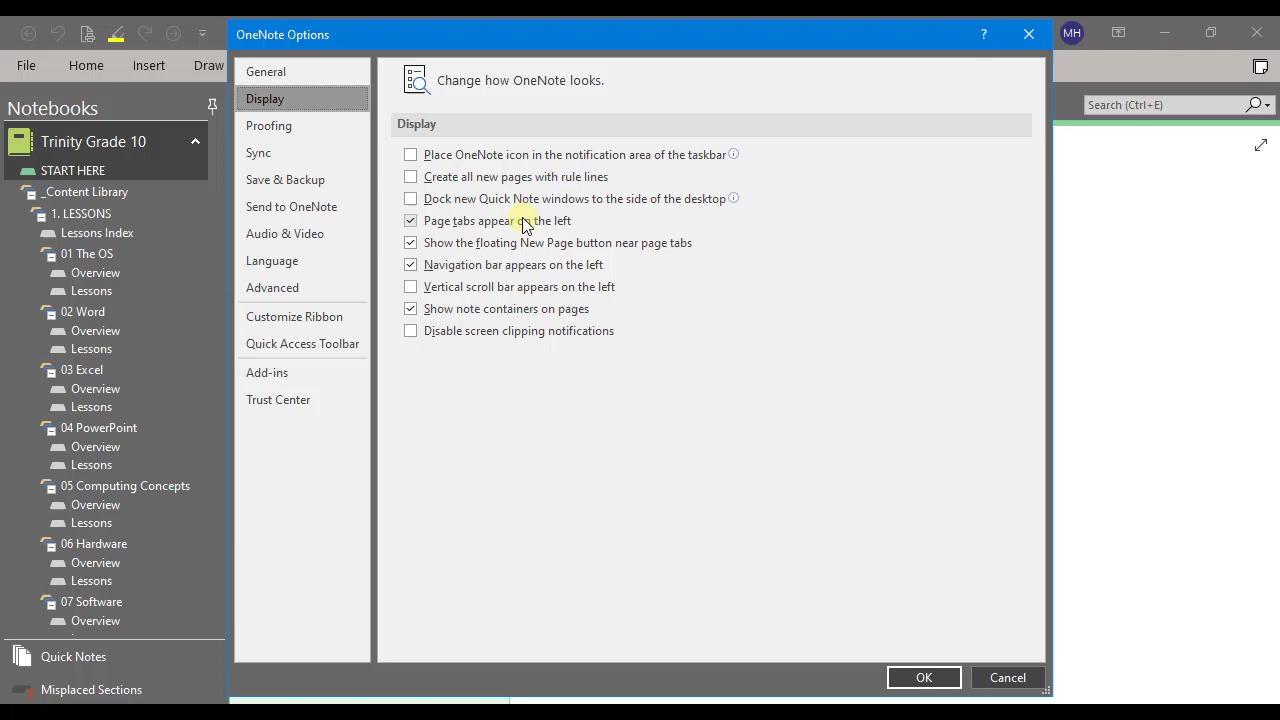 OneNote Options
?
MH
File
Home
Insert
Draw
Search (Ctrl+E)
Notebooks
Trinity Grade 10
START HERE
_Content Library
1. LESSONS
Lessons Index
01 The OS
Overview
Lessons
02 Word
Overview
Lessons
03 Excel
Overview
Lessons
04 PowerPoint
Overview
Lessons
05 Computing Concepts
Overview
Lessons
06 Hardware
Overview
Lessons
07 Software
Overview
Quick Notes
Misplaced Sections
General
Display
Proofing
Sync
Save & Backup
Send to OneNote
Audio & Video
Language
Advanced
Customize Ribbon
Quick Access Toolbar
Add-ins
Trust Center
Change how OneNote looks.
Display
Place OneNote icon in the notification area of the taskbar
Create all new pages with rule lines
Dock new Quick Note windows to the side of the desktop
Page tabs appear on the left
Show the floating New Page button near page tabs
Navigation bar appears on the left
Vertical scroll bar appears on the left
Show note containers on pages
Disable screen clipping notifications
OK
Cancel